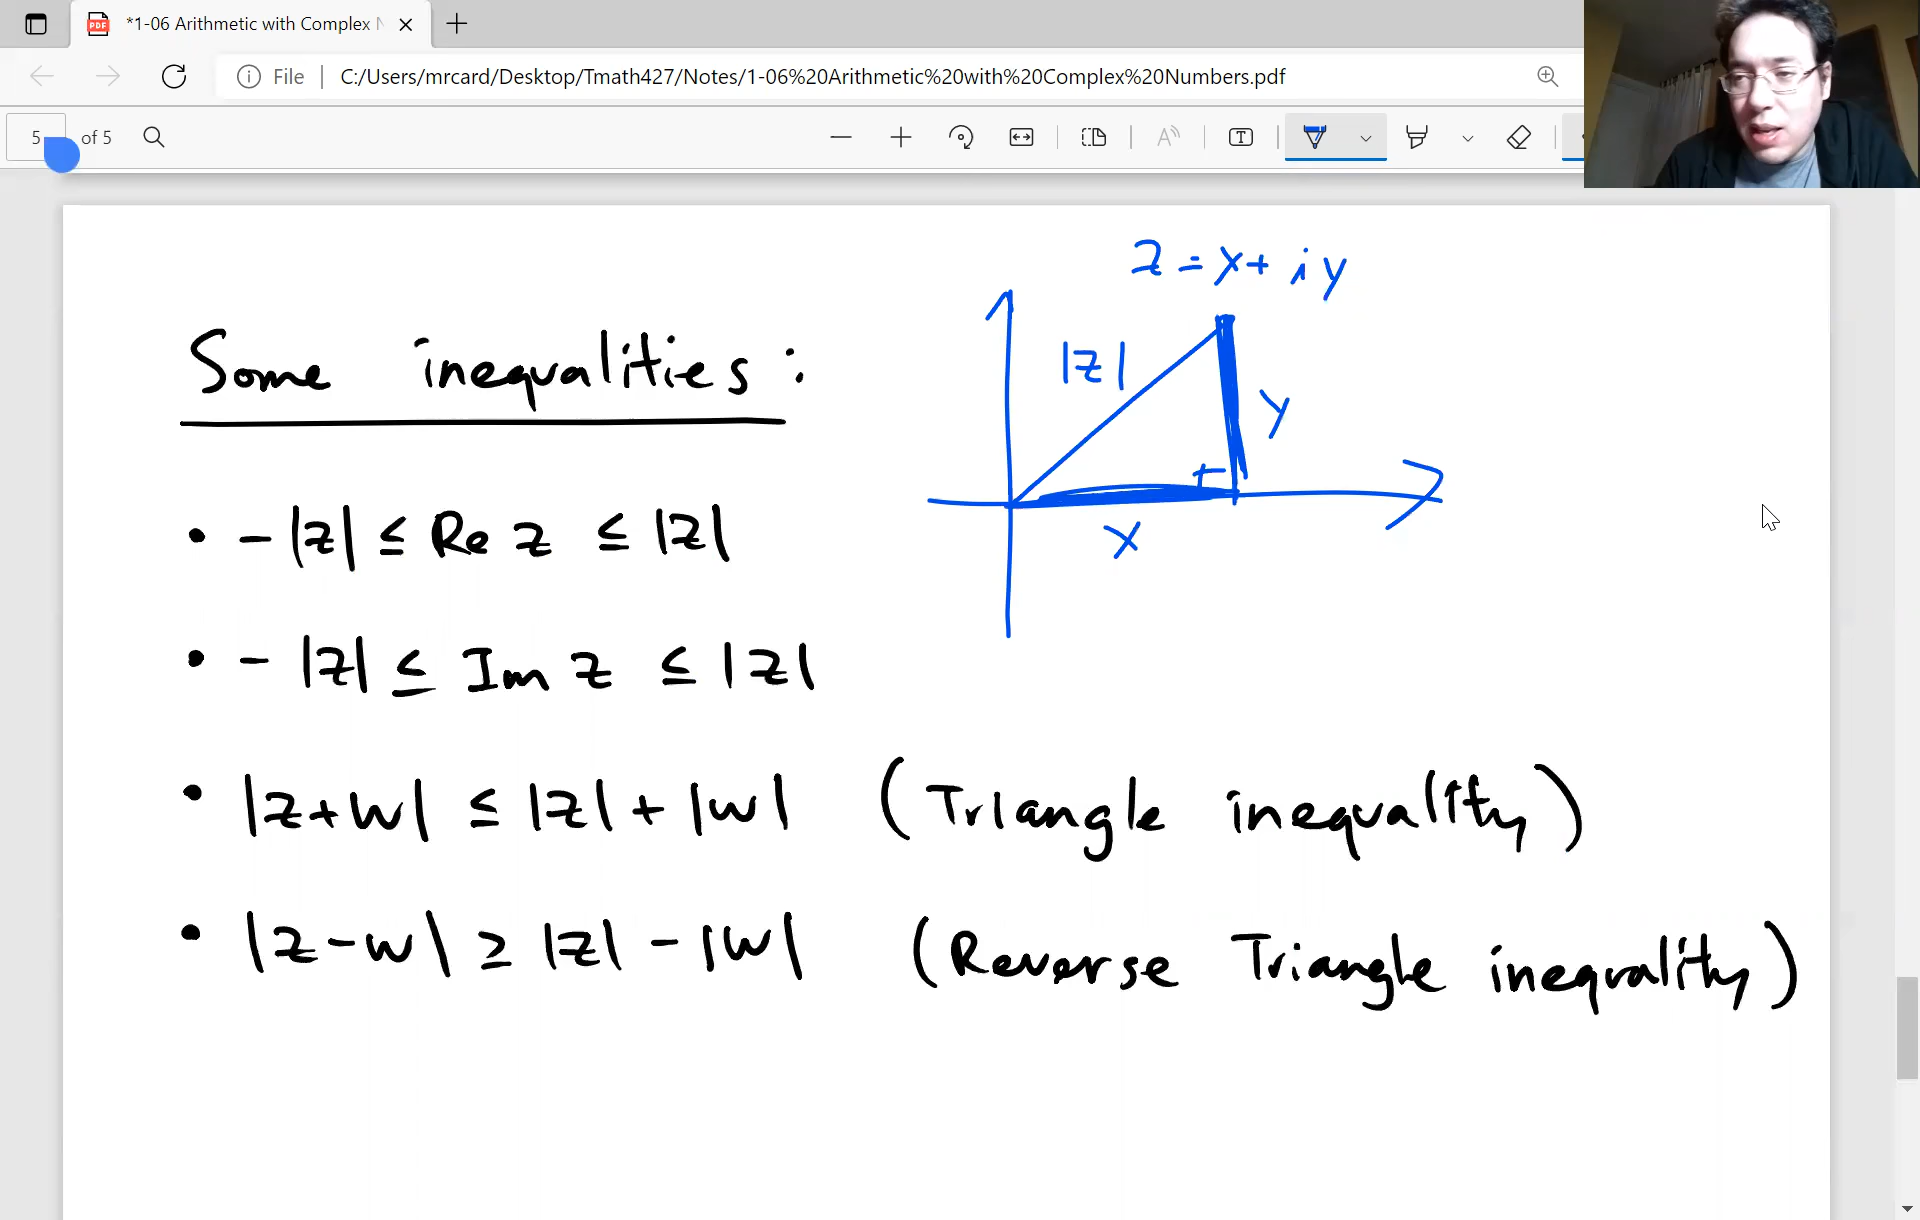 *1-06 Arithmetic with Complex N
File | C:/Users/mrcard/Desktop/Tmath427/Notes/1-06%20Arithmetic%20with%20Complex%20Numbers.pdf
5 of 5
z = x + iy
|z|
y
x
Some inequalities:
• -|z| ≤ Re z ≤ |z|
• -|z| ≤ Im z ≤ |z|
• |z+w| ≤ |z| + |w| (Triangle inequality)
• |z-w| ≥ |z| - |w| (Reverse Triangle inequality)